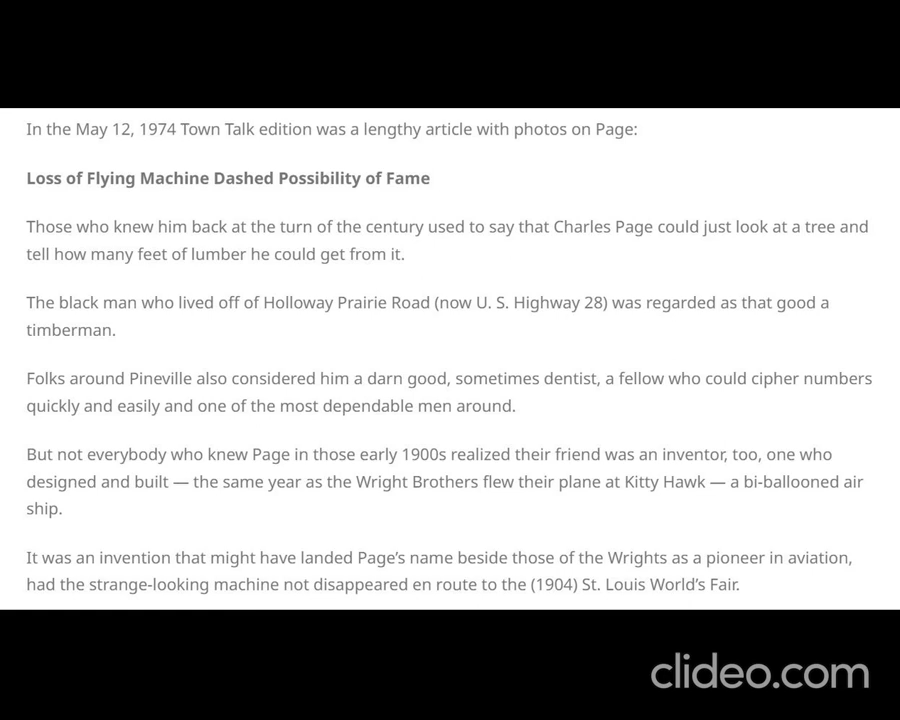 In the May 12, 1974 Town Talk edition was a lengthy article with photos on Page:
Loss of Flying Machine Dashed Possibility of Fame
Those who knew him back at the turn of the century used to say that Charles Page could just look at a tree and
tell how many feet of lumber he could get from it.
The black man who lived off of Holloway Prairie Road (now U. S. Highway 28) was regarded as that good a
timberman.
Folks around Pineville also considered him a darn good, sometimes dentist, a fellow who could cipher numbers
quickly and easily and one of the most dependable men around.
But not everybody who knew Page in those early 1900s realized their friend was an inventor, too, one who
designed and built — the same year as the Wright Brothers flew their plane at Kitty Hawk — a bi-ballooned air
ship.
It was an invention that might have landed Page’s name beside those of the Wrights as a pioneer in aviation,
had the strange-looking machine not disappeared en route to the (1904) St. Louis World’s Fair.
clideo.com